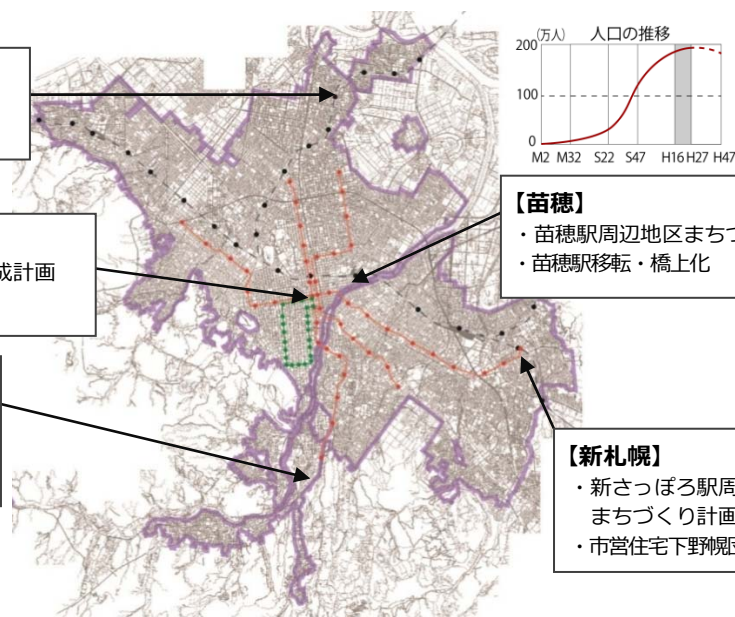 人口の推移
(万人)
200
100
0
M2 M32 S22 S47 H16 H27 H47
成計画
【苗穂】
・苗穂駅周辺地区まちづ
・苗穂駅移転・橋上化
【新札幌】
・新さっぽろ駅周
まちづくり計画
・市営住宅下野幌団